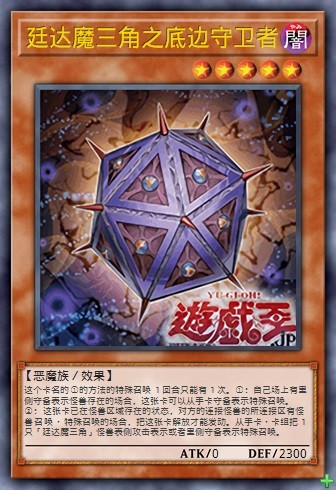 廷达魔三角之底边守卫者
闇
YU-GI-OH!
遊戯王
.JP
【恶魔族／效果】
这个卡名的①的方法的特殊召唤１回合只能有１次。①：自己场上有里
侧守备表示怪兽存在的场合，这张卡可以从手卡守备表示特殊召唤。
②：这张卡已在怪兽区域存在的状态，对方的连接怪兽的所连接区有怪
兽召唤・特殊召唤的场合，把这张卡解放才能发动。从手卡・卡组把１
只「廷达魔三角」怪兽表侧攻击表示或者里侧守备表示特殊召唤。
ATK/0 DEF/2300